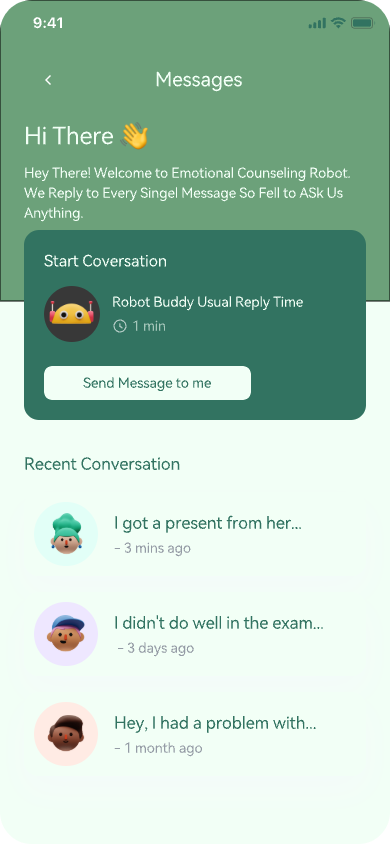 9:41
Messages
Hi There 👋
Hey There! Welcome to Emotional Counseling Robot.
We Reply to Every Singel Message So Fell to ASk Us
Anything.
Start Coversation
Robot Buddy Usual Reply Time
1 min
Send Message to me
Recent Conversation
I got a present from her...
- 3 mins ago
I didn't do well in the exam...
- 3 days ago
Hey, I had a problem with...
- 1 month ago